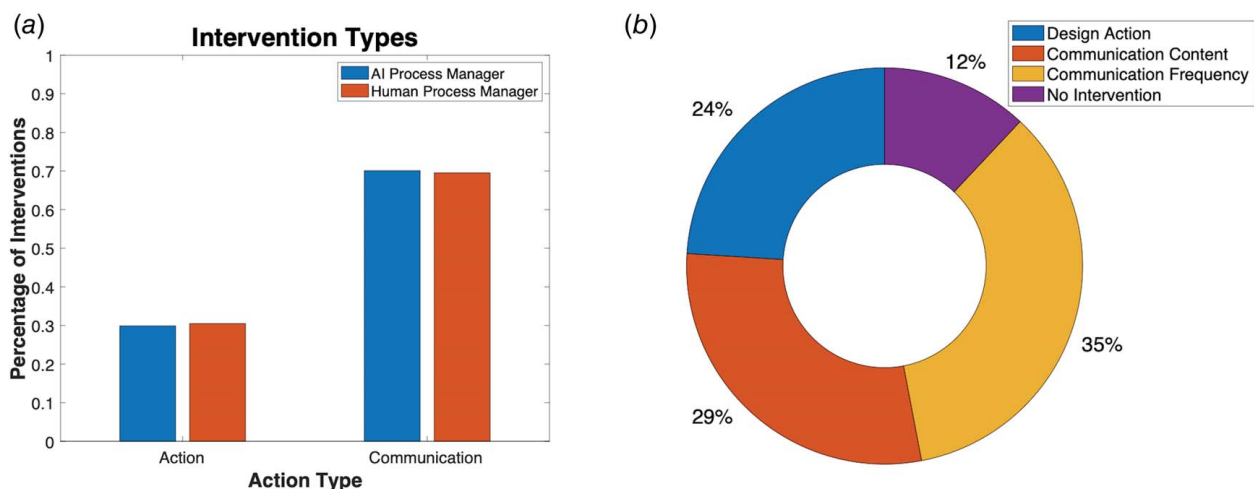 (a)
Intervention Types
AI Process Manager
Human Process Manager
Percentage of Interventions
1
0.9
0.8
0.7
0.6
0.5
0.4
0.3
0.2
0.1
0
Action
Communication
Action Type
(b)
Design Action
Communication Content
Communication Frequency
No Intervention
12%
24%
35%
29%